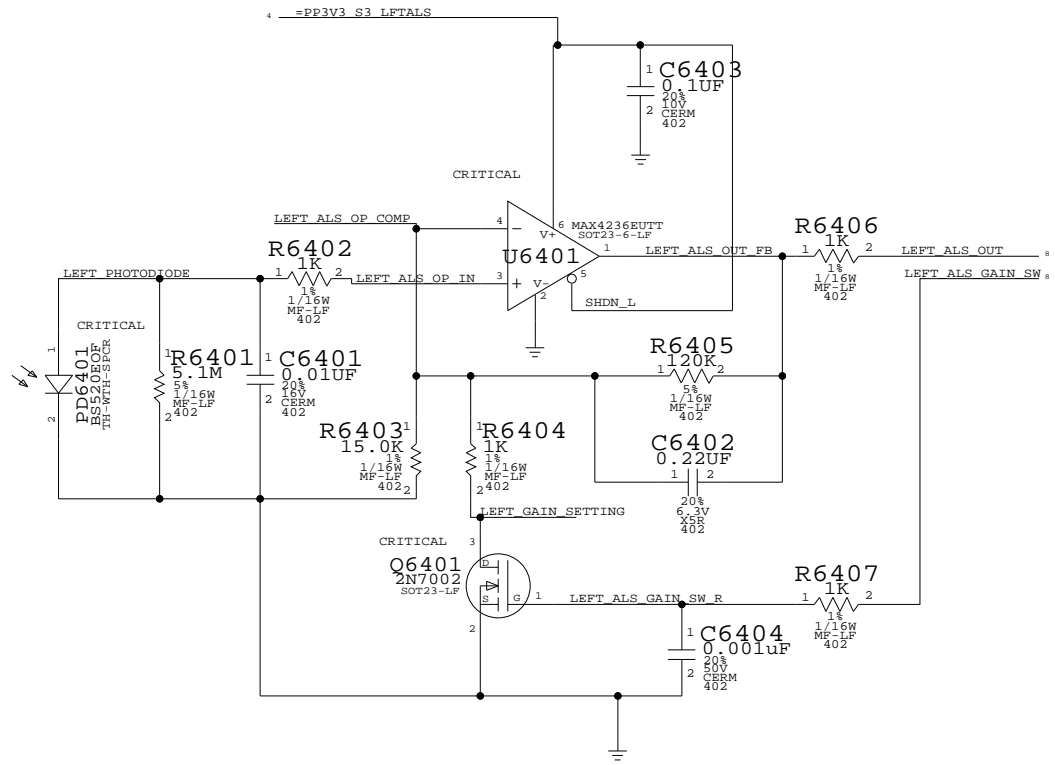 4 =PP3V3_S3_LFTALS
1 C6403
0.1UF
20%
10V
2 CERM
402
CRITICAL
LEFT_ALS_OP_COMP
4 − V+ 6 MAX4236EUTT
SOT23-6-LF
U6401
1 LEFT_ALS_OUT_FB
R6406
1K
1 2
1%
1/16W
MF-LF
402
LEFT_ALS_OUT 8
LEFT_ALS_GAIN_SW 8
LEFT_PHOTODIODE
R6402
1K
1 2
1%
1/16W
MF-LF
402
LEFT_ALS_OP_IN
3 + V- 2
5
SHDN_L
CRITICAL
1
PD6401
BS520EOF
TH-WTH-SPCR
2
1 R6401
5.1M
5%
1/16W
MF-LF
2 402
1 C6401
0.01UF
20%
16V
2 CERM
402
R6405
120K
1 2
5%
1/16W
MF-LF
402
R6403 1
15.0K
1%
1/16W
MF-LF
402 2
1 R6404
1K
1%
1/16W
MF-LF
2 402
C6402
0.22UF
1 2
20%
6.3V
X5R
402
LEFT_GAIN_SETTING
CRITICAL 3
Q6401
2N7002
SOT23-LF
D
S G 1
2
LEFT_ALS_GAIN_SW_R
R6407
1K
1 2
1%
1/16W
MF-LF
402
1 C6404
0.001uF
20%
50V
2 CERM
402